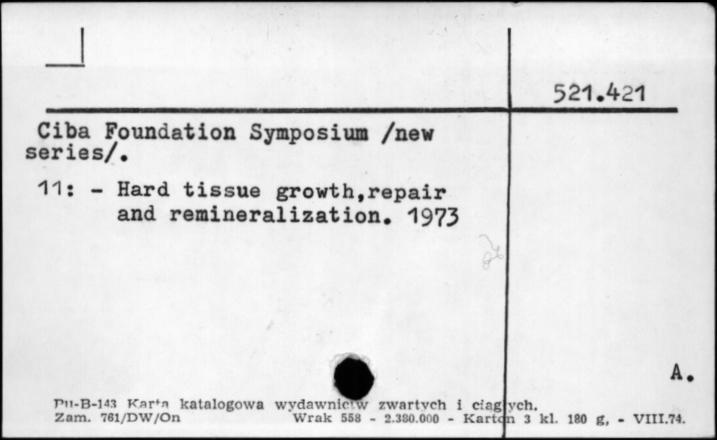 521.421
Ciba Foundation Symposium /new
series/.
11: - Hard tissue growth,repair
and remineralization. 1973
A.
Pu-B-143 Karta katalogowa wydawnictw zwartych i ciągłych.
Zam. 761/DW/On Wrak 558 - 2.380.000 - Karton 3 kl. 180 g, - VIII.74.